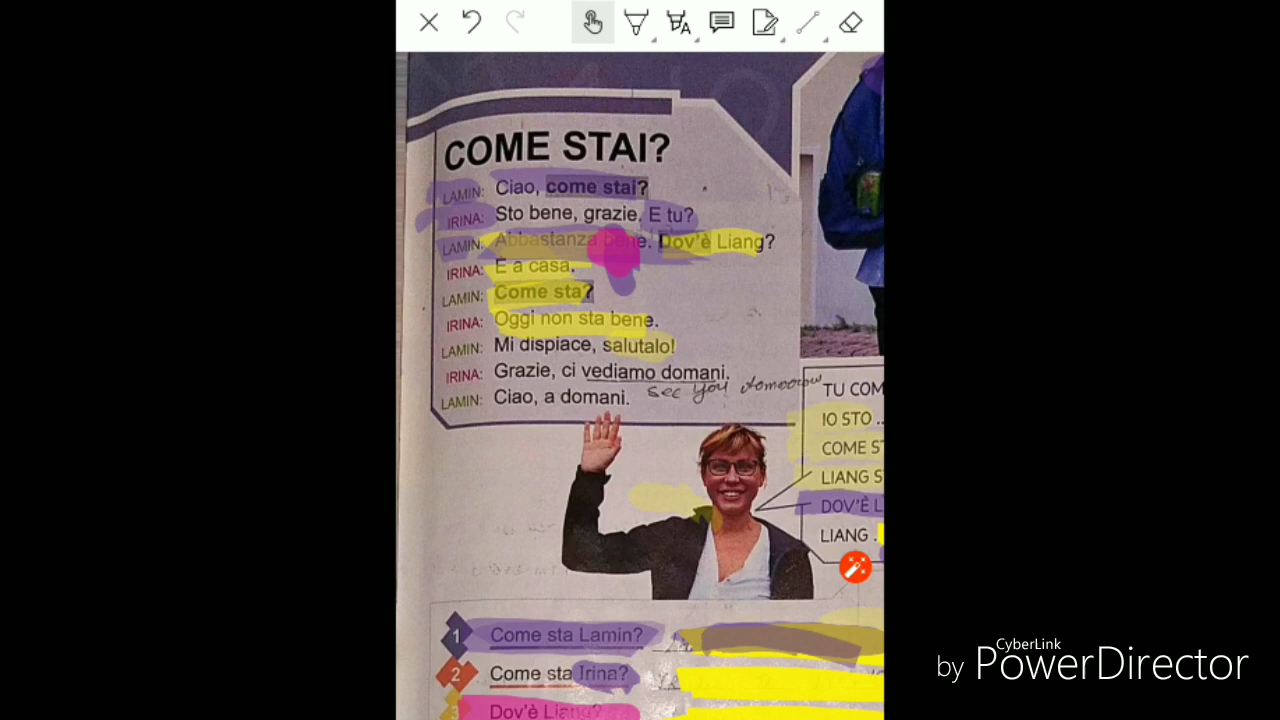 COME STAI?
LAMIN: Ciao, come stai?
IRINA: Sto bene, grazie. E tu?
LAMIN: Abbastanza bene. Dov'è Liang?
IRINA: È a casa.
LAMIN: Come sta?
IRINA: Oggi non sta bene.
LAMIN: Mi dispiace, salutalo!
IRINA: Grazie, ci vediamo domani.
LAMIN: Ciao, a domani.
see you tomoorow
TU COM
IO STO ..
COME ST
LIANG S
DOV'È L
LIANG .
1 Come sta Lamin?
2 Come sta Irina?
3 Dov'è Liang?
by CyberLink PowerDirector